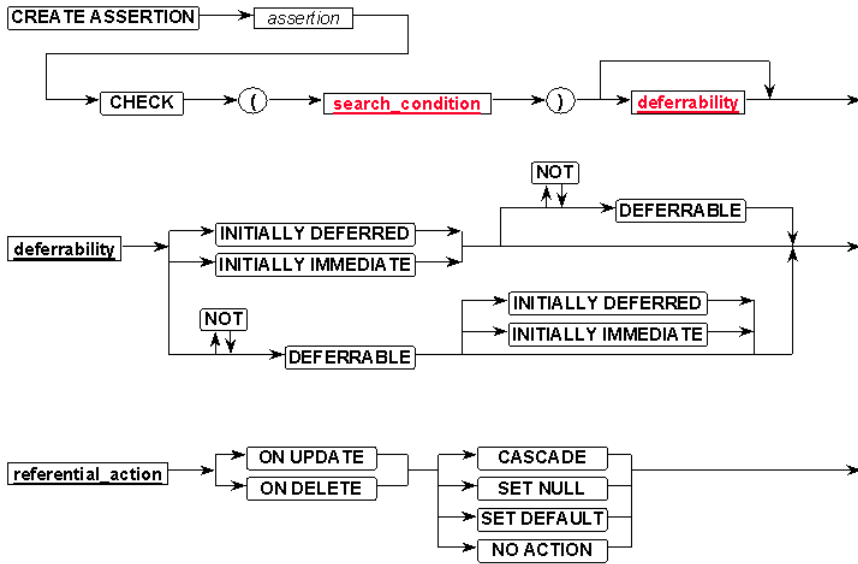 CREATE ASSERTION assertion
CHECK ( search_condition ) deferrability
NOT
DEFERRABLE
INITIALLY DEFERRED
deferrability
INITIALLY IMMEDIATE
INITIALLY DEFERRED
NOT
INITIALLY IMMEDIATE
DEFERRABLE
ON UPDATE CASCADE
referential_action
ON DELETE SET NULL
SET DEFAULT
NO ACTION